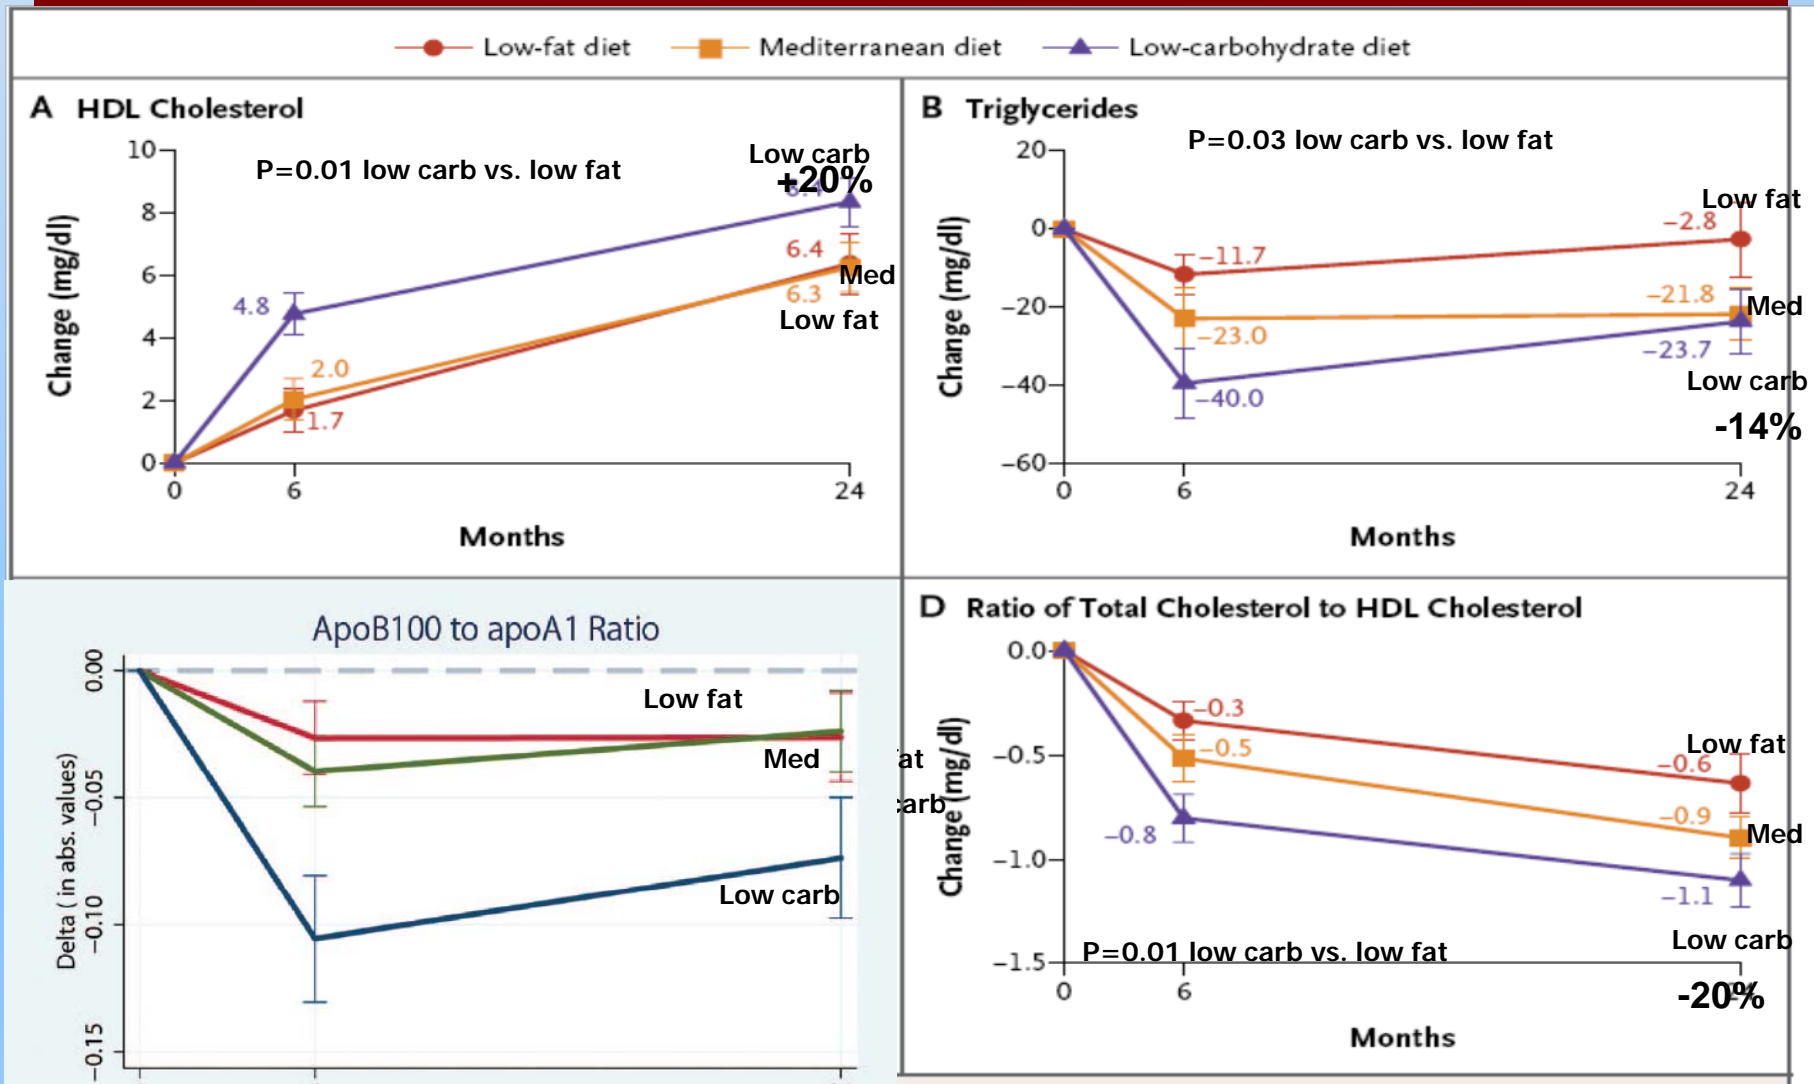 Low-fat diet
Mediterranean diet
Low-carbohydrate diet
A HDL Cholesterol
P=0.01 low carb vs. low fat
Low carb
+20%
10
8
6
4
2
0
Change (mg/dl)
4.8
2.0
1.7
6.4
Med
6.3
Low fat
0
6
24
Months
B Triglycerides
P=0.03 low carb vs. low fat
20
0
−20
−40
−60
Change (mg/dl)
Low fat
−2.8
−11.7
−21.8
Med
−23.0
−23.7
Low carb
−40.0
-14%
0
6
24
Months
ApoB100 to apoA1 Ratio
0.00
−0.05
−0.10
−0.15
Delta ( in abs. values)
Low fat
Med
Low carb
at
carb
D Ratio of Total Cholesterol to HDL Cholesterol
0.0
−0.5
−1.0
−1.5
Change (mg/dl)
−0.3
Low fat
−0.6
−0.5
−0.9
Med
−0.8
−1.1
Low carb
P=0.01 low carb vs. low fat
0
6
-20%
Months